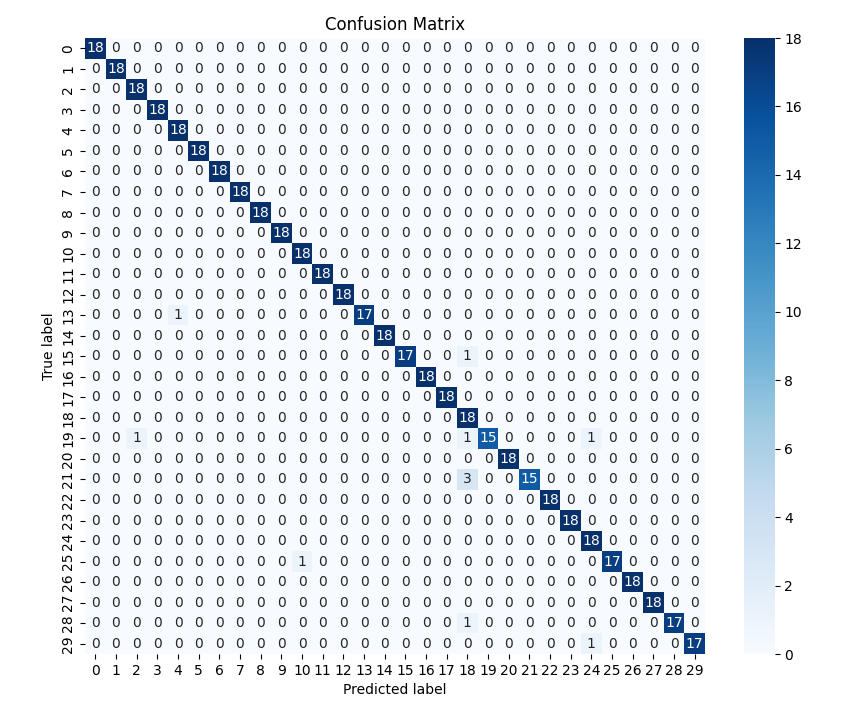 Confusion Matrix
0 18 0 0 0 0 0 0 0 0 0 0 0 0 0 0 0 0 0 0 0 0 0 0 0 0 0 0 0 0 0
1 0 18 0 0 0 0 0 0 0 0 0 0 0 0 0 0 0 0 0 0 0 0 0 0 0 0 0 0 0 0
2 0 0 18 0 0 0 0 0 0 0 0 0 0 0 0 0 0 0 0 0 0 0 0 0 0 0 0 0 0 0
3 0 0 0 18 0 0 0 0 0 0 0 0 0 0 0 0 0 0 0 0 0 0 0 0 0 0 0 0 0 0
4 0 0 0 0 18 0 0 0 0 0 0 0 0 0 0 0 0 0 0 0 0 0 0 0 0 0 0 0 0 0
5 0 0 0 0 0 18 0 0 0 0 0 0 0 0 0 0 0 0 0 0 0 0 0 0 0 0 0 0 0 0
6 0 0 0 0 0 0 18 0 0 0 0 0 0 0 0 0 0 0 0 0 0 0 0 0 0 0 0 0 0 0
7 0 0 0 0 0 0 0 18 0 0 0 0 0 0 0 0 0 0 0 0 0 0 0 0 0 0 0 0 0 0
8 0 0 0 0 0 0 0 0 18 0 0 0 0 0 0 0 0 0 0 0 0 0 0 0 0 0 0 0 0 0
9 0 0 0 0 0 0 0 0 0 18 0 0 0 0 0 0 0 0 0 0 0 0 0 0 0 0 0 0 0 0
10 0 0 0 0 0 0 0 0 0 0 18 0 0 0 0 0 0 0 0 0 0 0 0 0 0 0 0 0 0 0
11 0 0 0 0 0 0 0 0 0 0 0 18 0 0 0 0 0 0 0 0 0 0 0 0 0 0 0 0 0 0
12 0 0 0 0 0 0 0 0 0 0 0 0 18 0 0 0 0 0 0 0 0 0 0 0 0 0 0 0 0 0
13 0 0 0 0 1 0 0 0 0 0 0 0 0 17 0 0 0 0 0 0 0 0 0 0 0 0 0 0 0 0
14 0 0 0 0 0 0 0 0 0 0 0 0 0 0 18 0 0 0 0 0 0 0 0 0 0 0 0 0 0 0
15 0 0 0 0 0 0 0 0 0 0 0 0 0 0 0 17 0 0 1 0 0 0 0 0 0 0 0 0 0 0
16 0 0 0 0 0 0 0 0 0 0 0 0 0 0 0 0 18 0 0 0 0 0 0 0 0 0 0 0 0 0
17 0 0 0 0 0 0 0 0 0 0 0 0 0 0 0 0 0 18 0 0 0 0 0 0 0 0 0 0 0 0
18 0 0 0 0 0 0 0 0 0 0 0 0 0 0 0 0 0 0 18 0 0 0 0 0 0 0 0 0 0 0
19 0 0 1 0 0 0 0 0 0 0 0 0 0 0 0 0 0 0 1 15 0 0 0 0 1 0 0 0 0 0
20 0 0 0 0 0 0 0 0 0 0 0 0 0 0 0 0 0 0 0 0 18 0 0 0 0 0 0 0 0 0
21 0 0 0 0 0 0 0 0 0 0 0 0 0 0 0 0 0 0 3 0 0 15 0 0 0 0 0 0 0 0
22 0 0 0 0 0 0 0 0 0 0 0 0 0 0 0 0 0 0 0 0 0 0 18 0 0 0 0 0 0 0
23 0 0 0 0 0 0 0 0 0 0 0 0 0 0 0 0 0 0 0 0 0 0 0 18 0 0 0 0 0 0
24 0 0 0 0 0 0 0 0 0 0 0 0 0 0 0 0 0 0 0 0 0 0 0 0 18 0 0 0 0 0
25 0 0 0 0 0 0 0 0 0 0 1 0 0 0 0 0 0 0 0 0 0 0 0 0 0 17 0 0 0 0
26 0 0 0 0 0 0 0 0 0 0 0 0 0 0 0 0 0 0 0 0 0 0 0 0 0 0 18 0 0 0
27 0 0 0 0 0 0 0 0 0 0 0 0 0 0 0 0 0 0 0 0 0 0 0 0 0 0 0 18 0 0
28 0 0 0 0 0 0 0 0 0 0 0 0 0 0 0 0 0 0 1 0 0 0 0 0 0 0 0 0 17 0
29 0 0 0 0 0 0 0 0 0 0 0 0 0 0 0 0 0 0 0 0 0 0 0 0 1 0 0 0 0 17
0 1 2 3 4 5 6 7 8 9 10 11 12 13 14 15 16 17 18 19 20 21 22 23 24 25 26 27 28 29
Predicted label
True label
18
16
14
12
10
8
6
4
2
0